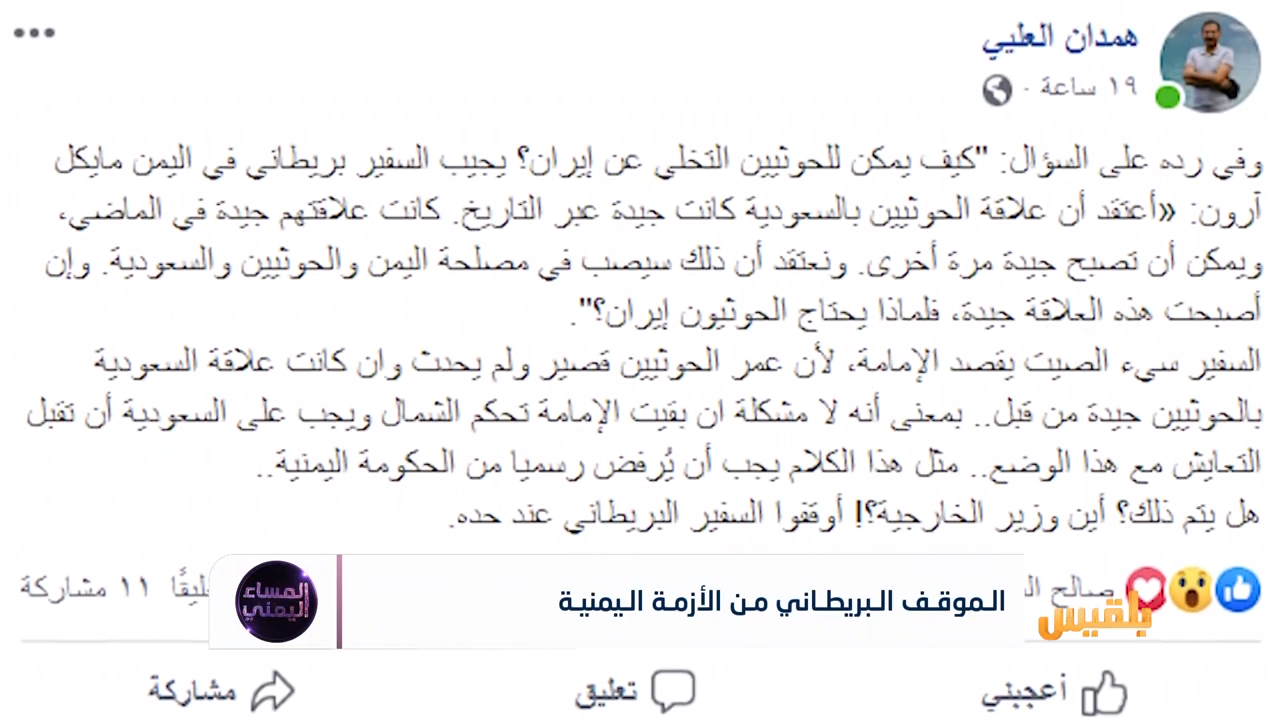 همدان العليي
١٩ ساعة ·
وفي رده على السؤال: "كيف يمكن للحوثيين التخلي عن إيران؟ يجيب السفير بريطاني في اليمن مايكل
آرون: «أعتقد أن علاقة الحوثيين بالسعودية كانت جيدة عبر التاريخ. كانت علاقتهم جيدة في الماضي،
ويمكن أن تصبح جيدة مرة أخرى. ونعتقد أن ذلك سيصب في مصلحة اليمن والحوثيين والسعودية. وإن
أصبحت هذه العلاقة جيدة، فلماذا يحتاج الحوثيون إيران؟".
السفير سيء الصيت يقصد الإمامة، لأن عمر الحوثيين قصير ولم يحدث وان كانت علاقة السعودية
بالحوثيين جيدة من قبل.. بمعنى أنه لا مشكلة ان بقيت الإمامة تحكم الشمال ويجب على السعودية أن تقبل
التعايش مع هذا الوضع.. مثل هذا الكلام يجب أن يُرفض رسميا من الحكومة اليمنية..
هل يتم ذلك؟ أين وزير الخارجية؟! أوقفوا السفير البريطاني عند حده.
صالح
١١ مشاركة
بلقيس
الموقف البريطاني من الأزمة اليمنية
المساء اليمني
أعجبني
تعليق
مشاركة